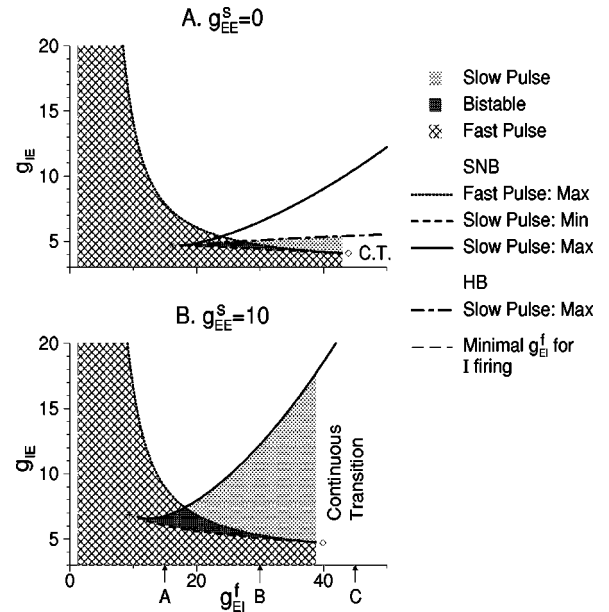 A. g^s_EE=0
20
15
10
5
g_IE
C.T.
Slow Pulse
Bistable
Fast Pulse
SNB
Fast Pulse: Max
Slow Pulse: Min
Slow Pulse: Max
HB
Slow Pulse: Max
Minimal g^f_EI for
I firing
B. g^s_EE=10
20
15
10
5
g_IE
Continuous
Transition
0
20
40
A
B
C
g^f_EI